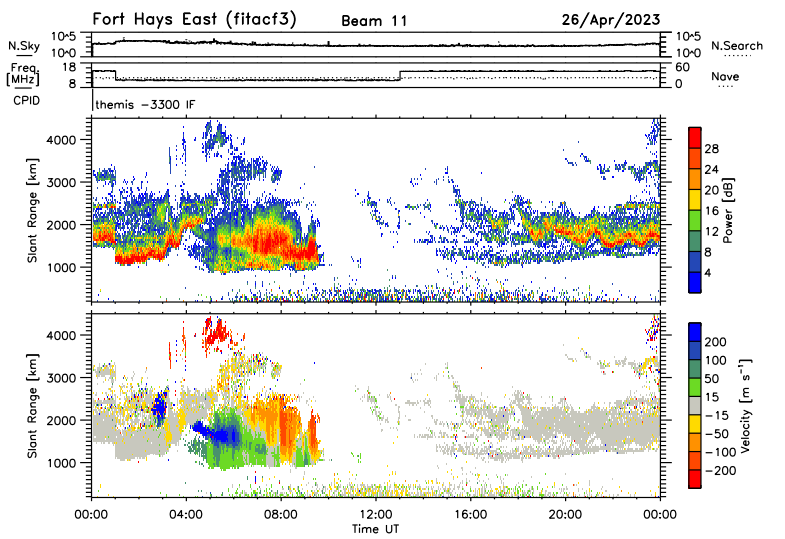 Fort Hays East (fitacf3) Beam 11 26/Apr/2023
N.Sky 10^5 10^0 10^5 10^0 N.Search
Freq. [MHz] 18 8 60 0 Nave
CPID themis -3300 IF
Slant Range [km] 4000 3000 2000 1000
28 24 20 16 12 8 4 Power [dB]
Slant Range [km] 4000 3000 2000 1000
200 100 50 15 -15 -50 -100 -200 Velocity [m s⁻¹]
00:00 04:00 08:00 12:00 16:00 20:00 00:00
Time UT